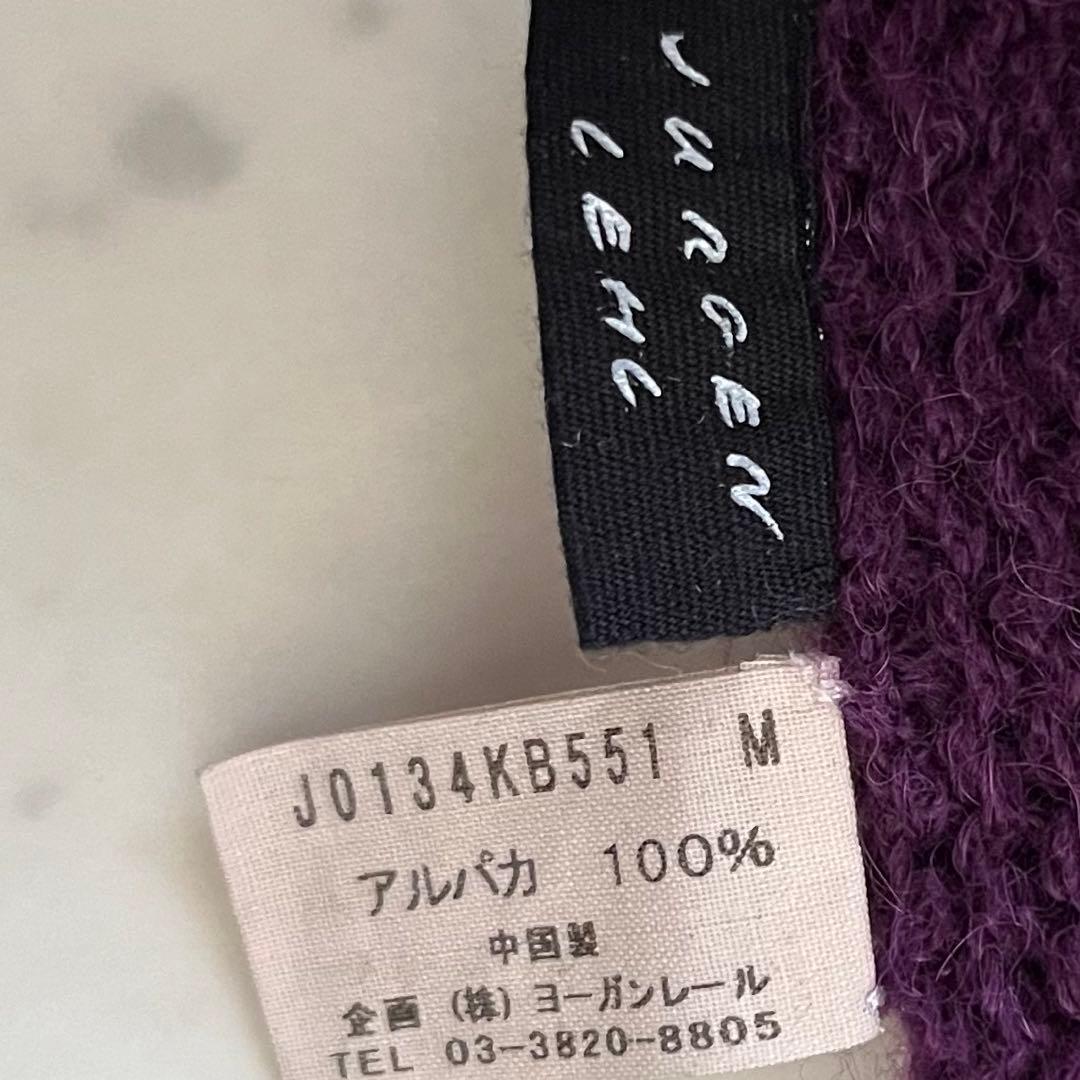 JURGEN
LEHL
J0134KB551 M
アルパカ 100%
中国製
企画 (株) ヨーガンレール
TEL 03-3820-8805